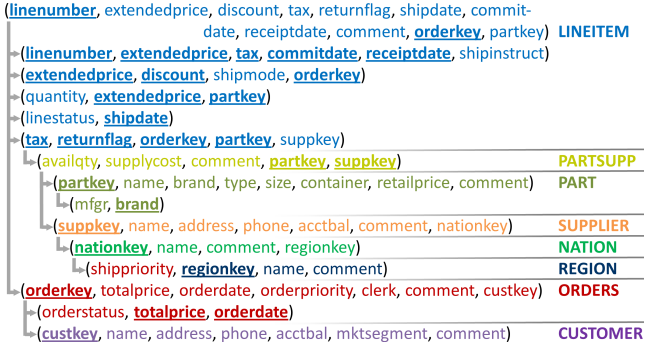 (linenumber, extendedprice, discount, tax, returnflag, shipdate, commit-
date, receiptdate, comment, orderkey, partkey) LINEITEM
(linenumber, extendedprice, tax, commitdate, receiptdate, shipinstruct)
(extendedprice, discount, shipmode, orderkey)
(quantity, extendedprice, partkey)
(linestatus, shipdate)
(tax, returnflag, orderkey, partkey, suppkey)
(availqty, supplycost, comment, partkey, suppkey) PARTSUPP
(partkey, name, brand, type, size, container, retailprice, comment) PART
(mfgr, brand)
(suppkey, name, address, phone, acctbal, comment, nationkey) SUPPLIER
(nationkey, name, comment, regionkey) NATION
(shippriority, regionkey, name, comment) REGION
(orderkey, totalprice, orderdate, orderpriority, clerk, comment, custkey) ORDERS
(orderstatus, totalprice, orderdate)
(custkey, name, address, phone, acctbal, mktsegment, comment) CUSTOMER